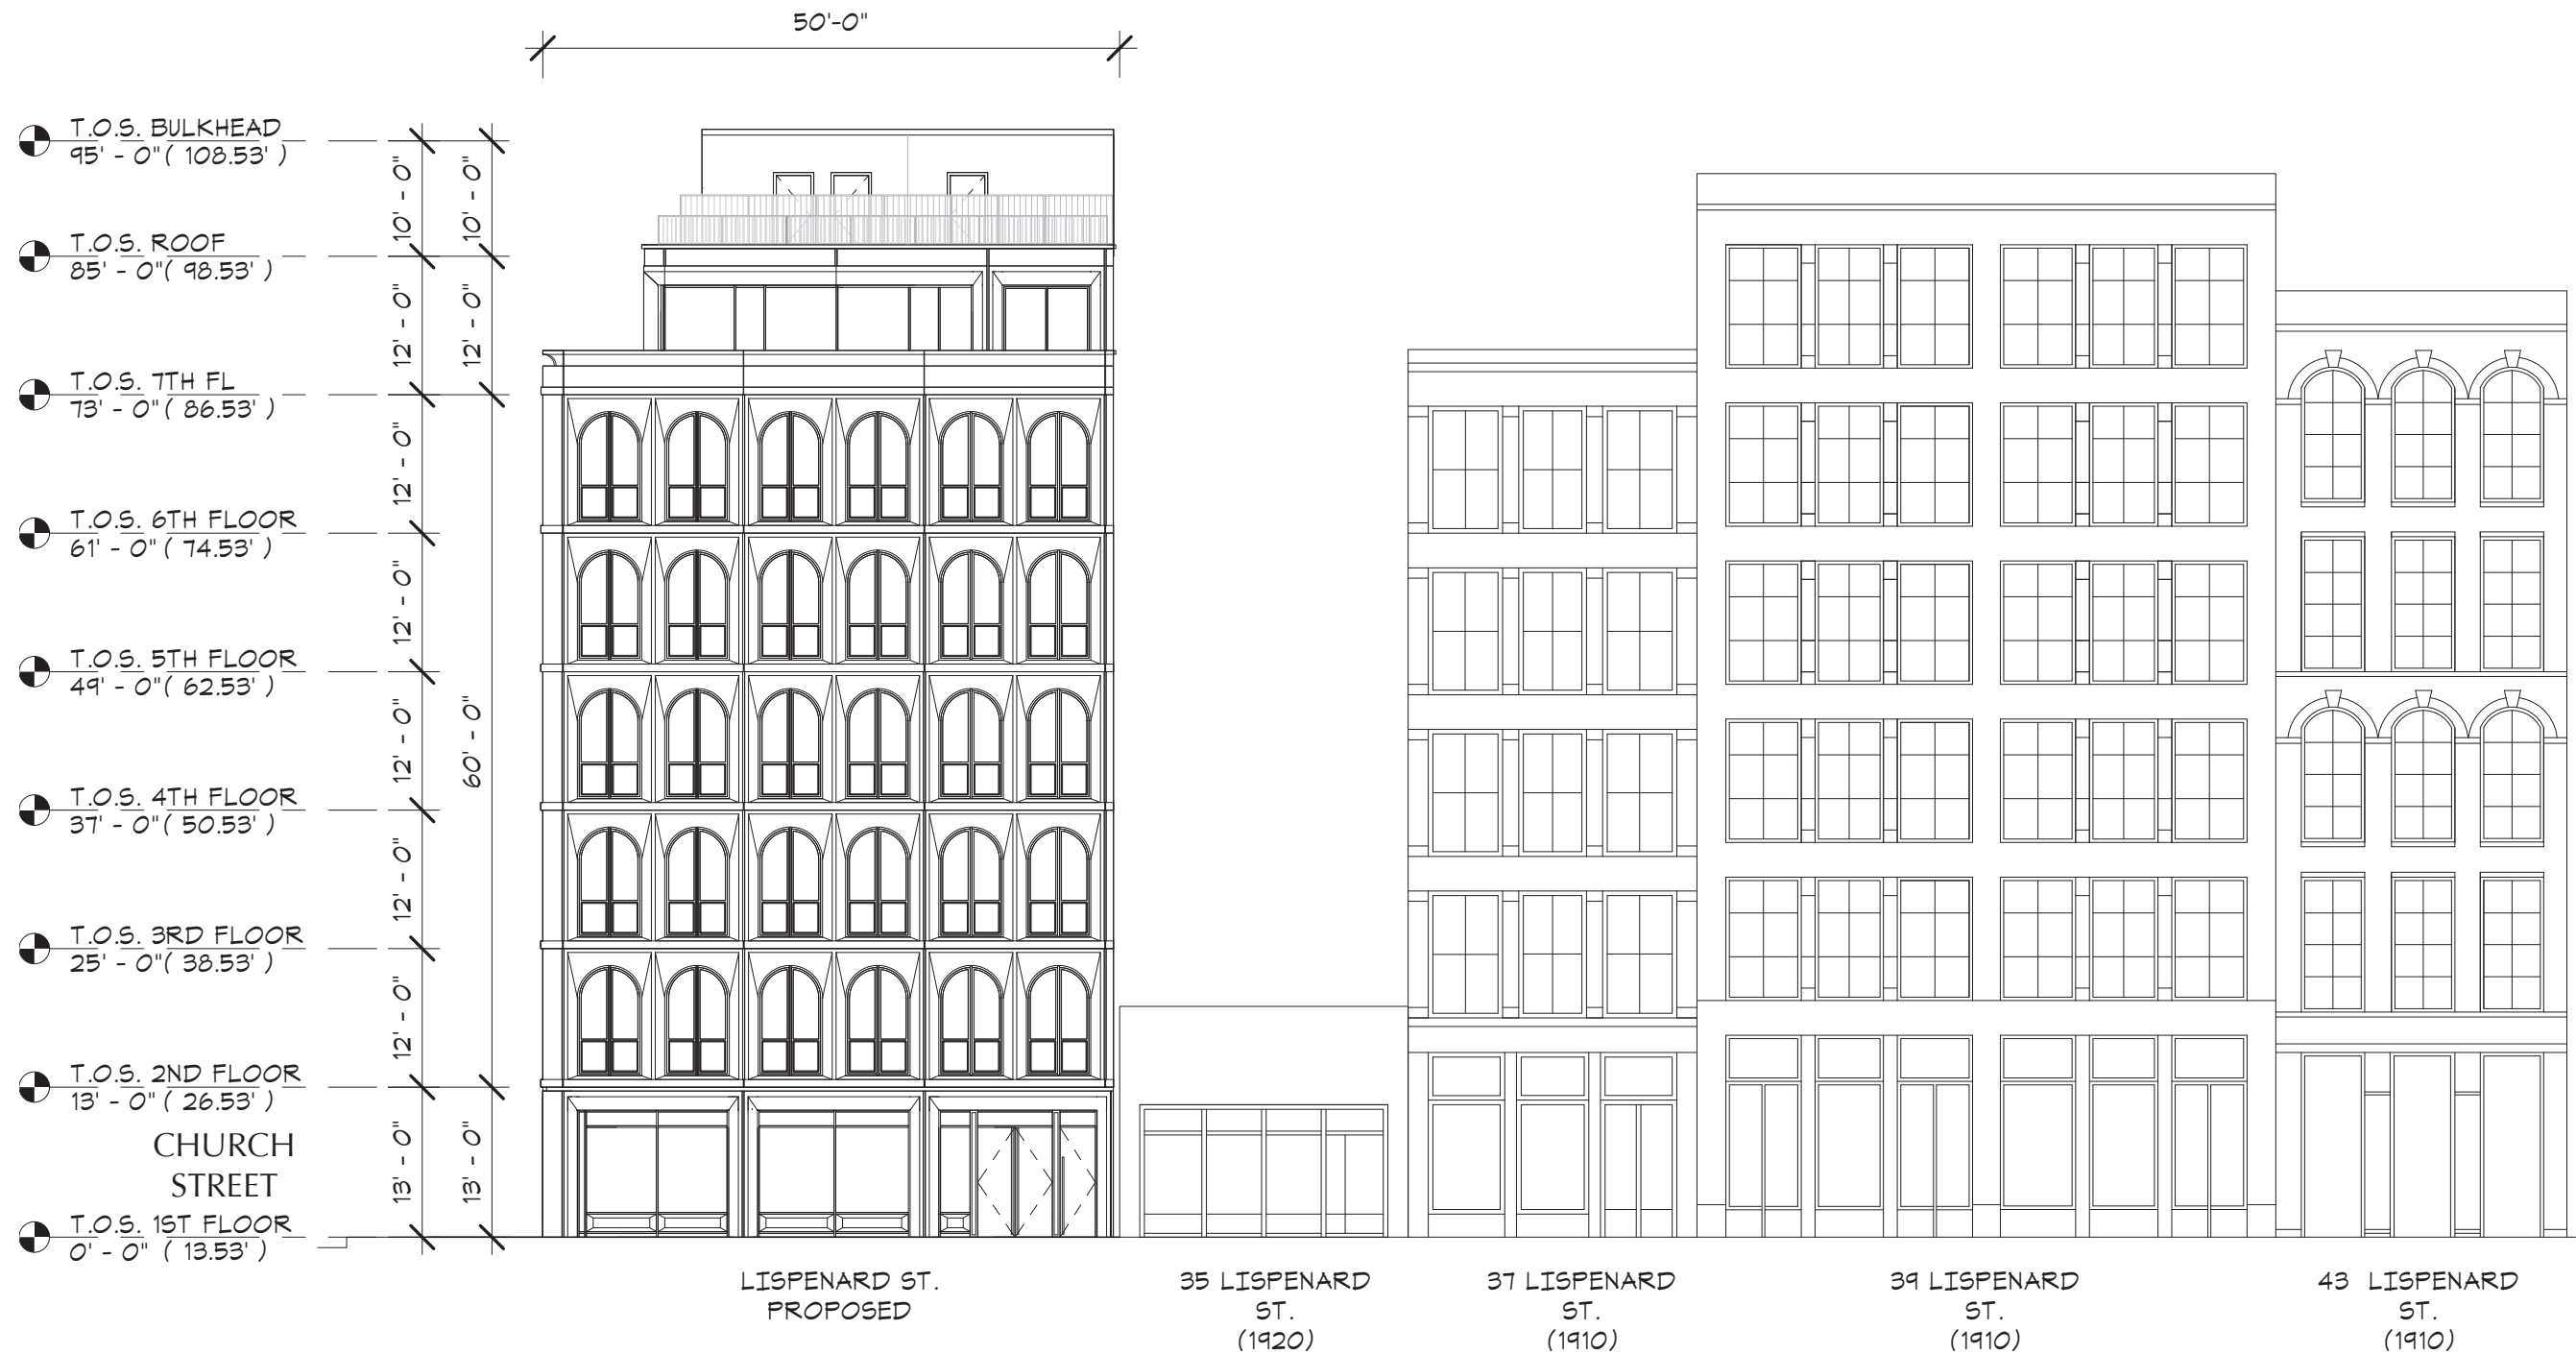 50'-0"
T.O.S. BULKHEAD
95' - 0" ( 108.53' )
10' - 0"
10' - 0"
T.O.S. ROOF
85' - 0" ( 98.53' )
12' - 0"
12' - 0"
T.O.S. 7TH FL
73' - 0" ( 86.53' )
12' - 0"
T.O.S. 6TH FLOOR
61' - 0" ( 74.53' )
12' - 0"
T.O.S. 5TH FLOOR
49' - 0" ( 62.53' )
12' - 0"
60' - 0"
T.O.S. 4TH FLOOR
37' - 0" ( 50.53' )
12' - 0"
T.O.S. 3RD FLOOR
25' - 0" ( 38.53' )
12' - 0"
T.O.S. 2ND FLOOR
13' - 0" ( 26.53' )
CHURCH
STREET
13' - 0"
13' - 0"
T.O.S. 1ST FLOOR
0' - 0" ( 13.53' )
LISPENARD ST.
PROPOSED
35 LISPENARD
ST.
(1920)
37 LISPENARD
ST.
(1910)
39 LISPENARD
ST.
(1910)
43 LISPENARD
ST.
(1910)